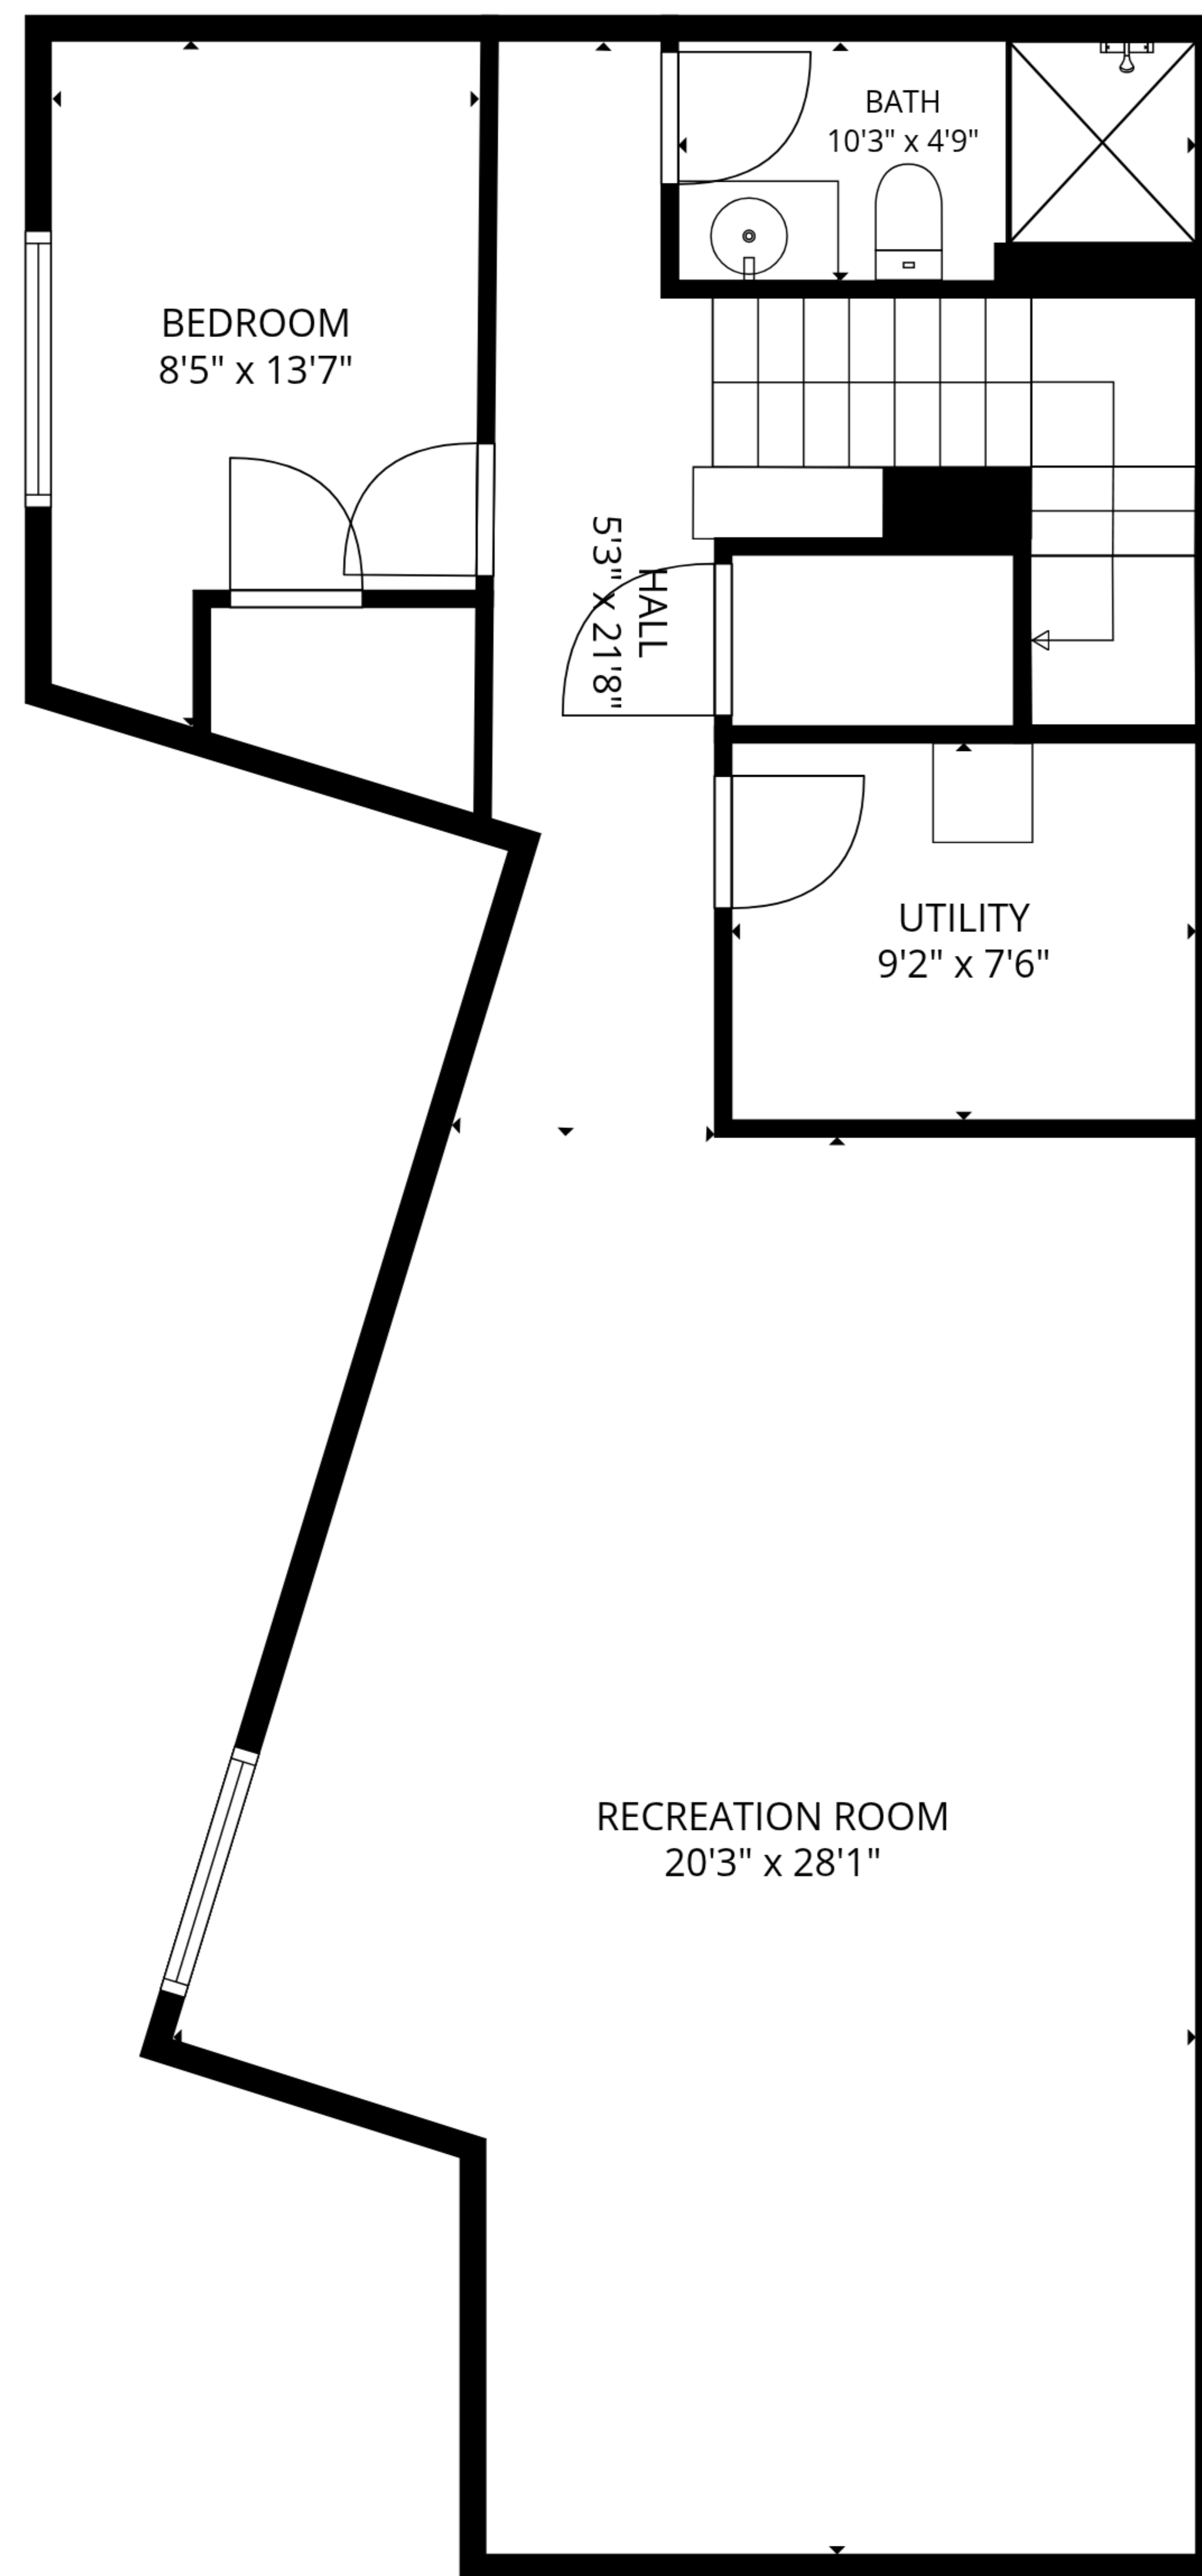 BATH
10'3" x 4'9"
BEDROOM
8'5" x 13'7"
HALL
5'3" x 21'8"
UTILITY
9'2" x 7'6"
RECREATION ROOM
20'3" x 28'1"